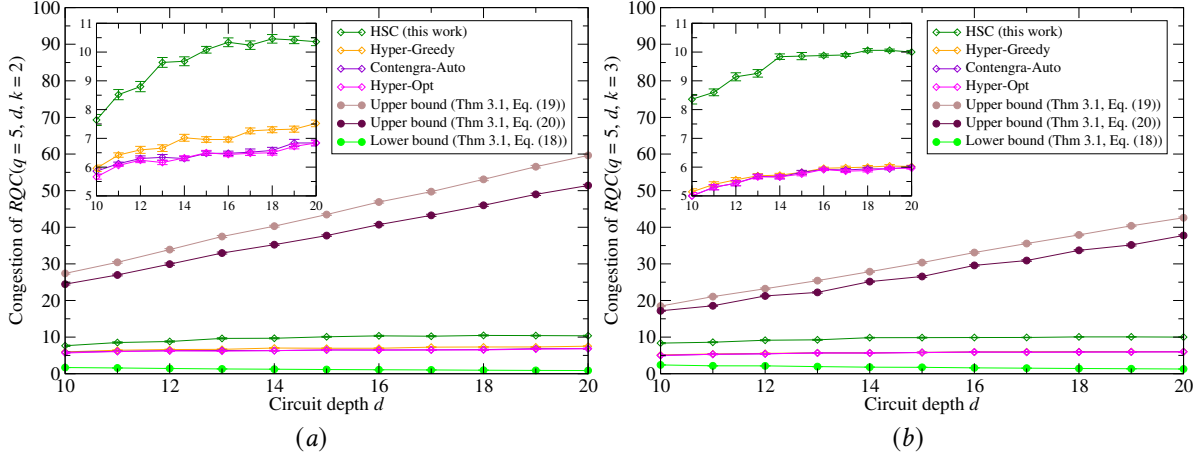 Congestion of RQC(q = 5, d, k = 2)
100
90
80
70
60
50
40
30
20
10
0
11
10
9
8
7
6
5
10 12 14 16 18 20
HSC (this work)
Hyper-Greedy
Contengra-Auto
Hyper-Opt
Upper bound (Thm 3.1, Eq. (19))
Upper bound (Thm 3.1, Eq. (20))
Lower bound (Thm 3.1, Eq. (18))
10 12 14 16 18 20
Circuit depth d
(a)
Congestion of RQC(q = 5, d, k = 3)
100
90
80
70
60
50
40
30
20
10
0
11
10
9
8
7
6
5
10 12 14 16 18 20
HSC (this work)
Hyper-Greedy
Contengra-Auto
Hyper-Opt
Upper bound (Thm 3.1, Eq. (19))
Upper bound (Thm 3.1, Eq. (20))
Lower bound (Thm 3.1, Eq. (18))
10 12 14 16 18 20
Circuit depth d
(b)